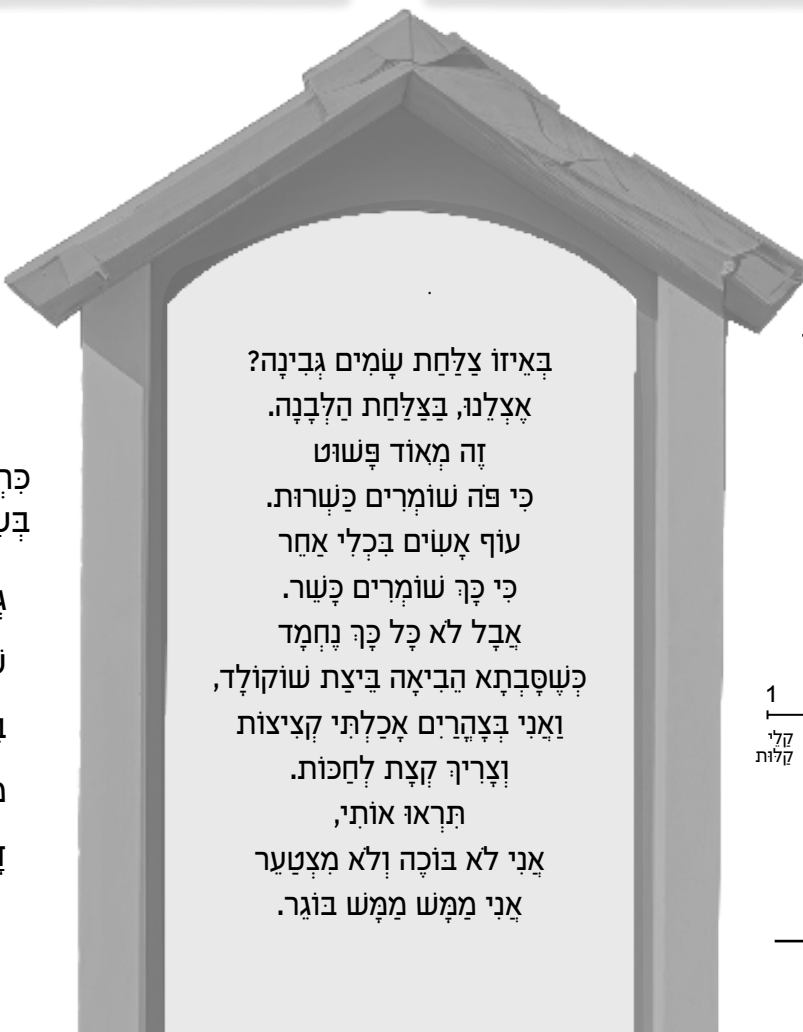 בְּאֵיזוֹ צַלַּחַת שָׂמִים גְּבִינָה?
אֶצְלֵנוּ, בַּצַּלַּחַת הַלְּבָנָה.
זֶה מְאוֹד פָּשׁוּט
כִּי פֹּה שׁוֹמְרִים כַּשְׁרוּת.
עוֹף אָשִׂים בִּכְלִי אַחֵר
כִּי כָּךְ שׁוֹמְרִים כָּשֵׁר.
אֲבָל לֹא כָּל כָּךְ נֶחְמָד
כְּשֶׁסָּבְתָא הֵבִיאָה בֵּיצַת שׁוֹקוֹלָד,
וַאֲנִי בְּצָהֳרַיִם אָכַלְתִּי קְצִיצוֹת
וְצָרִיךְ קְצָת לְחַכּוֹת.
תִּרְאוּ אוֹתִי,
אֲנִי לֹא בּוֹכֶה וְלֹא מִצְטַעֵר
אֲנִי מַמָּשׁ מַמָּשׁ בּוֹגֵר.
1
קַלֵּי
קַלּוּת